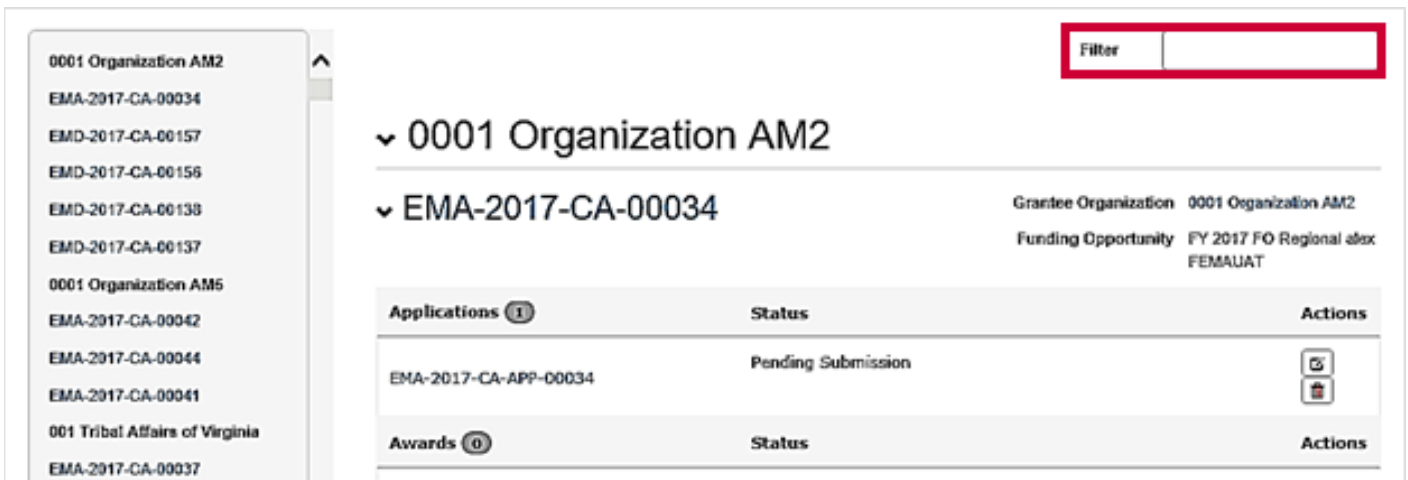 0001 Organization AM2
EMA-2017-CA-00034
EMD-2017-CA-00157
EMD-2017-CA-00156
EMD-2017-CA-00138
EMD-2017-CA-00137
0001 Organization AM5
EMA-2017-CA-00042
EMA-2017-CA-00044
EMA-2017-CA-00041
001 Tribal Affairs of Virginia
EMA-2017-CA-00037
Filter
0001 Organization AM2
EMA-2017-CA-00034
Grantee Organization 0001 Organization AM2
Funding Opportunity FY 2017 FO Regional alex
FEMAUAT
Applications 1 Status Actions
EMA-2017-CA-APP-00034 Pending Submission
Awards 0 Status Actions